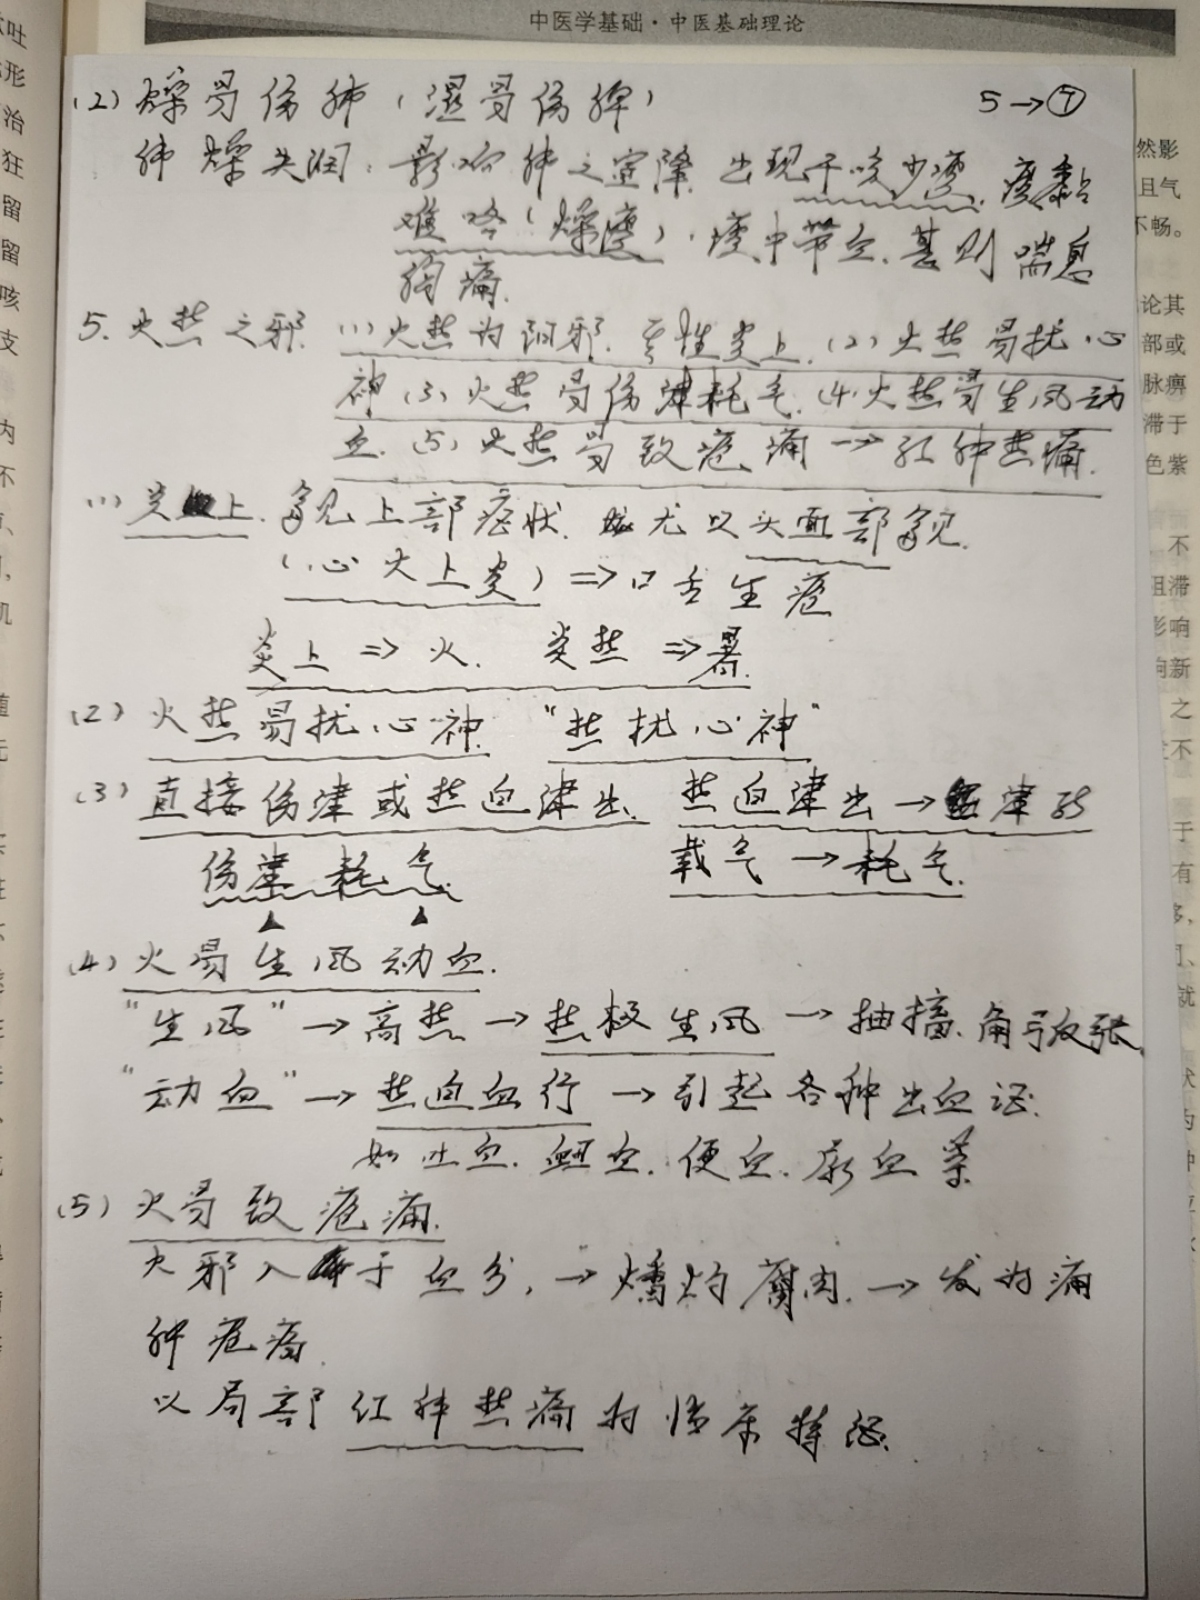 中医学基础·中医基础理论
(2) 燥易伤肺(湿易伤脾) 5→⑦
肺燥失润,影响肺之宣降,出现干咳少痰,痰黏
难咯(燥痰),痰中带血,甚则喘息
胸痛.
5. 火热之邪. (1) 火热为阳邪.其性炎上.(2) 火热易扰心
神(3)火热易伤津耗气.(4.火热易生风动
血.(5)火热易致疮痈→红肿热痛.
(1) 炎上.多见上部症状. 尤以头面部多见.
(心火上炎)⇒口舌生疮
炎上⇒火. 炎热⇒暑.
(2) 火热易扰心神. “热扰心神”
(3) 直接伤津或热迫津出. 热迫津出→津
伤津耗气. 载气→耗气.
(4) 火易生风动血.
“生风”→高热→热极生风→抽搐.角弓反张
“动血”→热迫血行→引起各种出血证.
如吐血.衄血.便血.尿血等
(5) 火易致疮痈.
火邪入于血分,→燔灼腐肉.→发为痈
肿疮疡
以局部红肿热痛为临床特征.
然影
且气
不畅。
论其
部或
脉痹
滞于
色紫
不
阻滞
影响
响新
之
不
于
有
吐
形
治
狂
留
留
咳
支
内
不